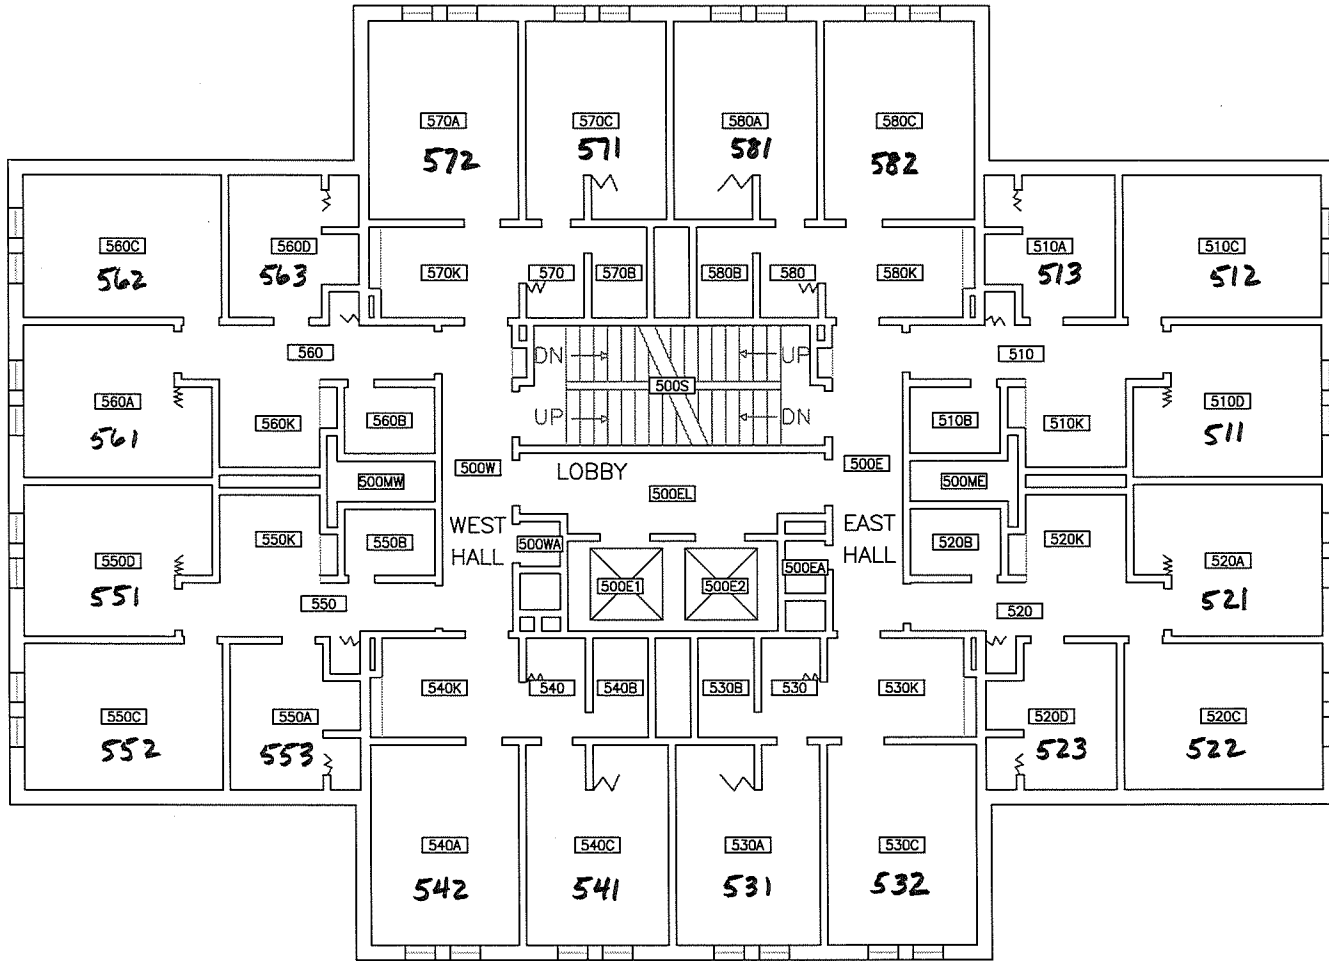 570A 570C 580A 580C
572 571 581 582
560C 560D 510A 510C
562 563 513 512
570K 570 570B 580B 580 580K
560 DN UP 510
500S
560A 510D
561 560K 560B UP DN 510B 510K 511
500W LOBBY 500E
500MW 500EL 500ME
WEST EAST
550K 550B HALL 500WA HALL 520B 520K
550D 500E1 500E2 500EA 520A
551 521
550 520
540K 540 540B 530B 530 530K
550C 550A 520D 520C
552 553 523 522
540A 540C 530A 530C
542 541 531 532